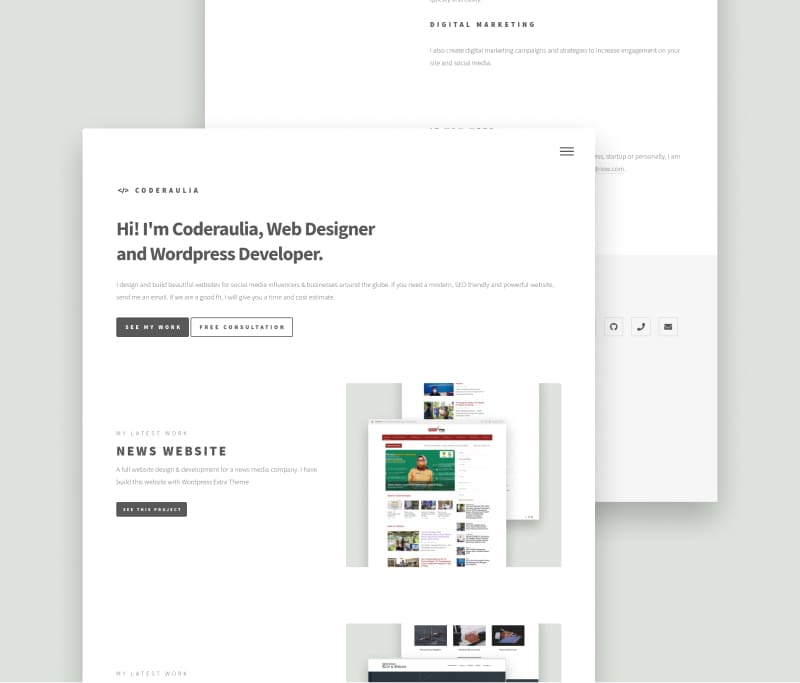 DIGITAL MARKETING
I also create digital marketing campaigns and strategies to increase engagement on your
site and social media.
startup or personally, I am
</> CODERAULIA
Hi! I'm Coderaulia, Web Designer
and Wordpress Developer.
I design and build beautiful websites for social media influencers & businesses around the globe. If you need a modern, SEO friendly and powerful website,
send me an email. If we are a good fit, I will give you a time and cost estimate.
SEE MY WORK
FREE CONSULTATION
MY LATEST WORK
NEWS WEBSITE
A full website design & development for a news media company. I have
build this website with Wordpress Extra Theme
SEE THIS PROJECT
MY LATEST WORK